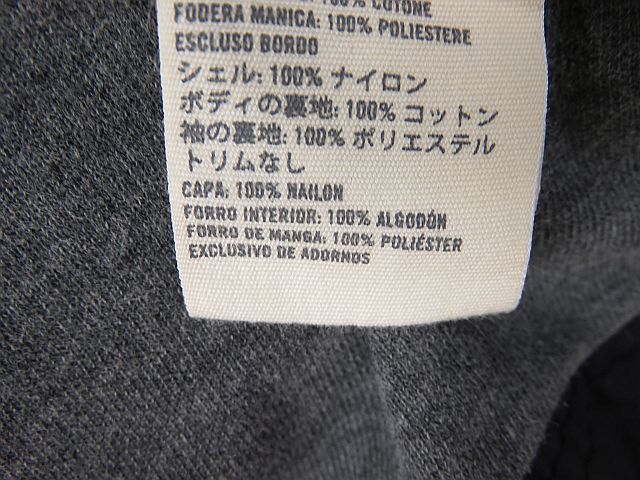 100% COTONE
FODERA MANICA: 100% POLIESTERE
ESCLUSO BORDO
シェル: 100% ナイロン
ボディの裏地: 100% コットン
袖の裏地: 100% ポリエステル
トリムなし
CAPA: 100% NAILON
FORRO INTERIOR: 100% ALGODÓN
FORRO DE MANGA: 100% POLIÉSTER
EXCLUSIVO DE ADORNOS